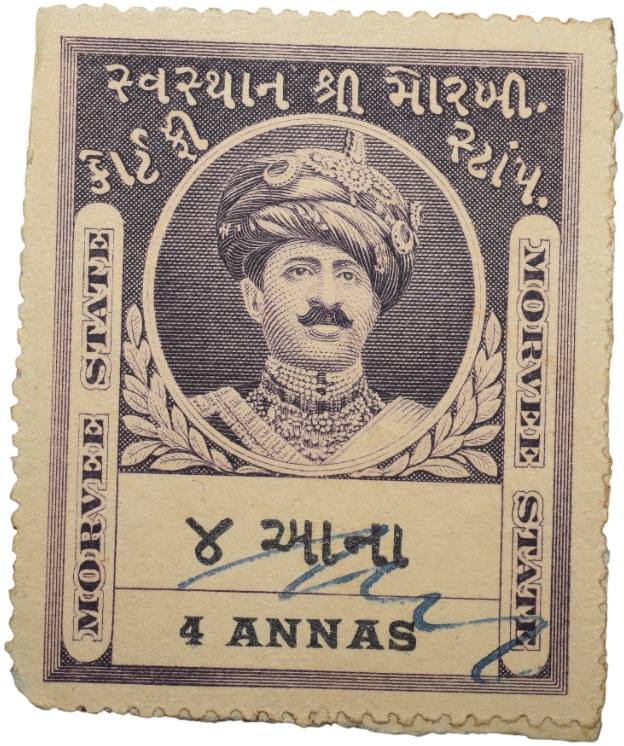 સ્વસ્થાન શ્રી મોરબી.
કોર્ટ ફી
સ્ટાંપ.
MORVEE STATE
MORVEE STATE
૪ આના
4 ANNAS